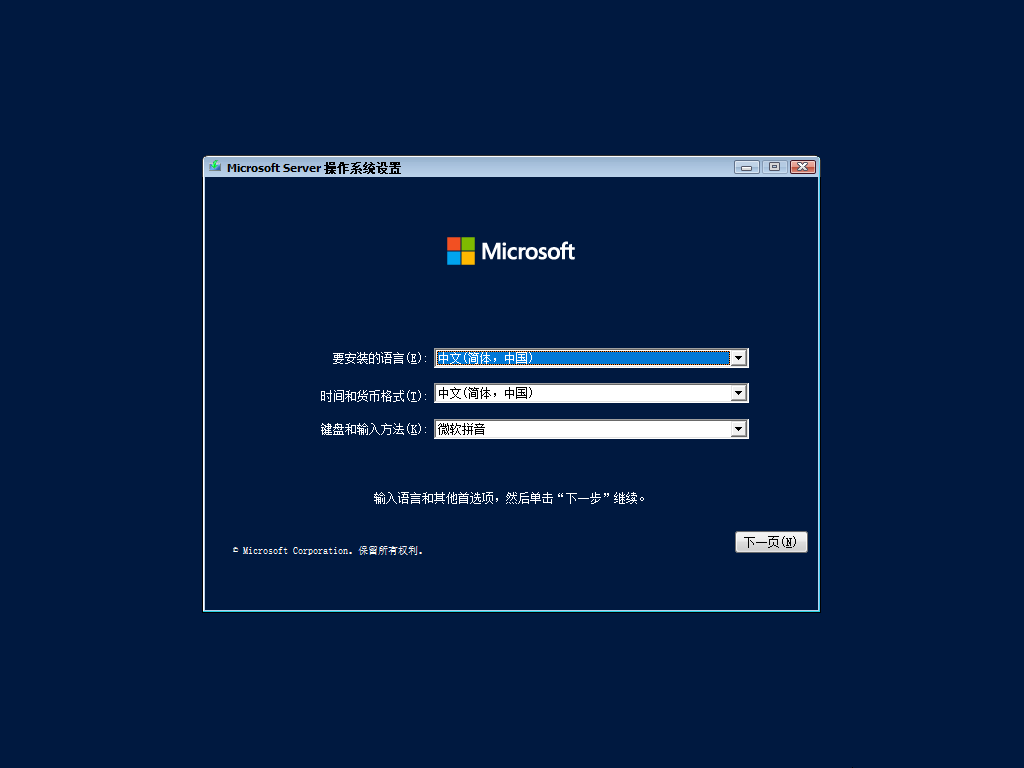 Microsoft Server 操作系统设置
Microsoft
要安装的语言(E): 中文(简体，中国)
时间和货币格式(T): 中文(简体，中国)
键盘和输入方法(K): 微软拼音
输入语言和其他首选项，然后单击“下一步”继续。
© Microsoft Corporation. 保留所有权利.
下一页(N)